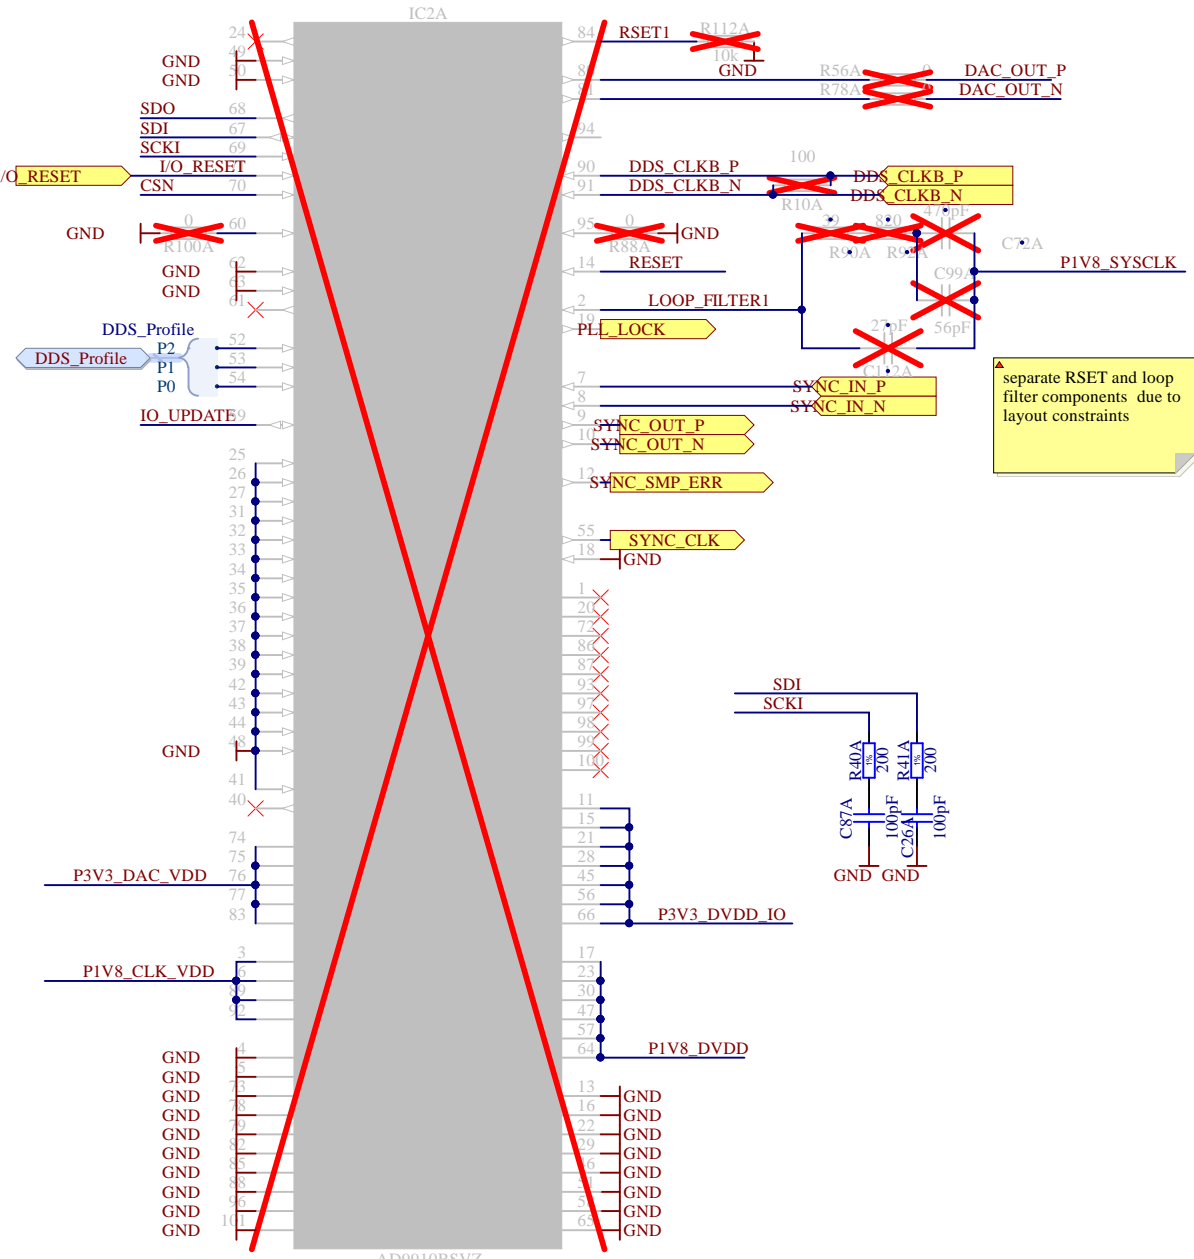 IC2A
24
49
GND
50
GND
SDO
68
SDI
67
SCKI
69
I/O_RESET
/O_RESET
CSN
70
0
GND
60
R100A
62
GND
63
GND
61
DDS_Profile
P2
52
DDS_Profile
P1
53
P0
54
IO_UPDATE
59
25
26
27
31
32
33
34
35
36
37
38
39
42
43
44
48
GND
41
40
74
75
P3V3_DAC_VDD
76
77
83
3
P1V8_CLK_VDD
6
89
92
4
GND
5
GND
73
GND
78
GND
79
GND
82
GND
85
GND
88
GND
96
GND
101
GND
84
RSET1
R112A
10k
GND
R56A
0
DAC_OUT_P
81
R78A
DAC_OUT_N
94
90
DDS_CLKB_P
100
DDS_CLKB_P
91
DDS_CLKB_N
R10A
DDS_CLKB_N
95
0
GND
R88A
39
820
470pF
R90A
C72A
14
RESET
P1V8_SYSCLK
C99A
56pF
2
LOOP_FILTER1
19
PLL_LOCK
27pF
C112A
7
SYNC_IN_P
8
SYNC_IN_N
9
SYNC_OUT_P
10
SYNC_OUT_N
12
SYNC_SMP_ERR
55
SYNC_CLK
18
GND
separate RSET and loop
filter components due to
layout constraints
1
20
72
86
87
93
97
98
99
100
SDI
SCKI
R40A
200
R41A
200
C87A
100pF
C26A
100pF
GND
GND
11
15
21
28
45
56
66
P3V3_DVDD_IO
17
23
30
47
57
64
P1V8_DVDD
13
GND
16
GND
22
GND
29
GND
46
GND
51
GND
GND
65
GND
AD9910BSVZ